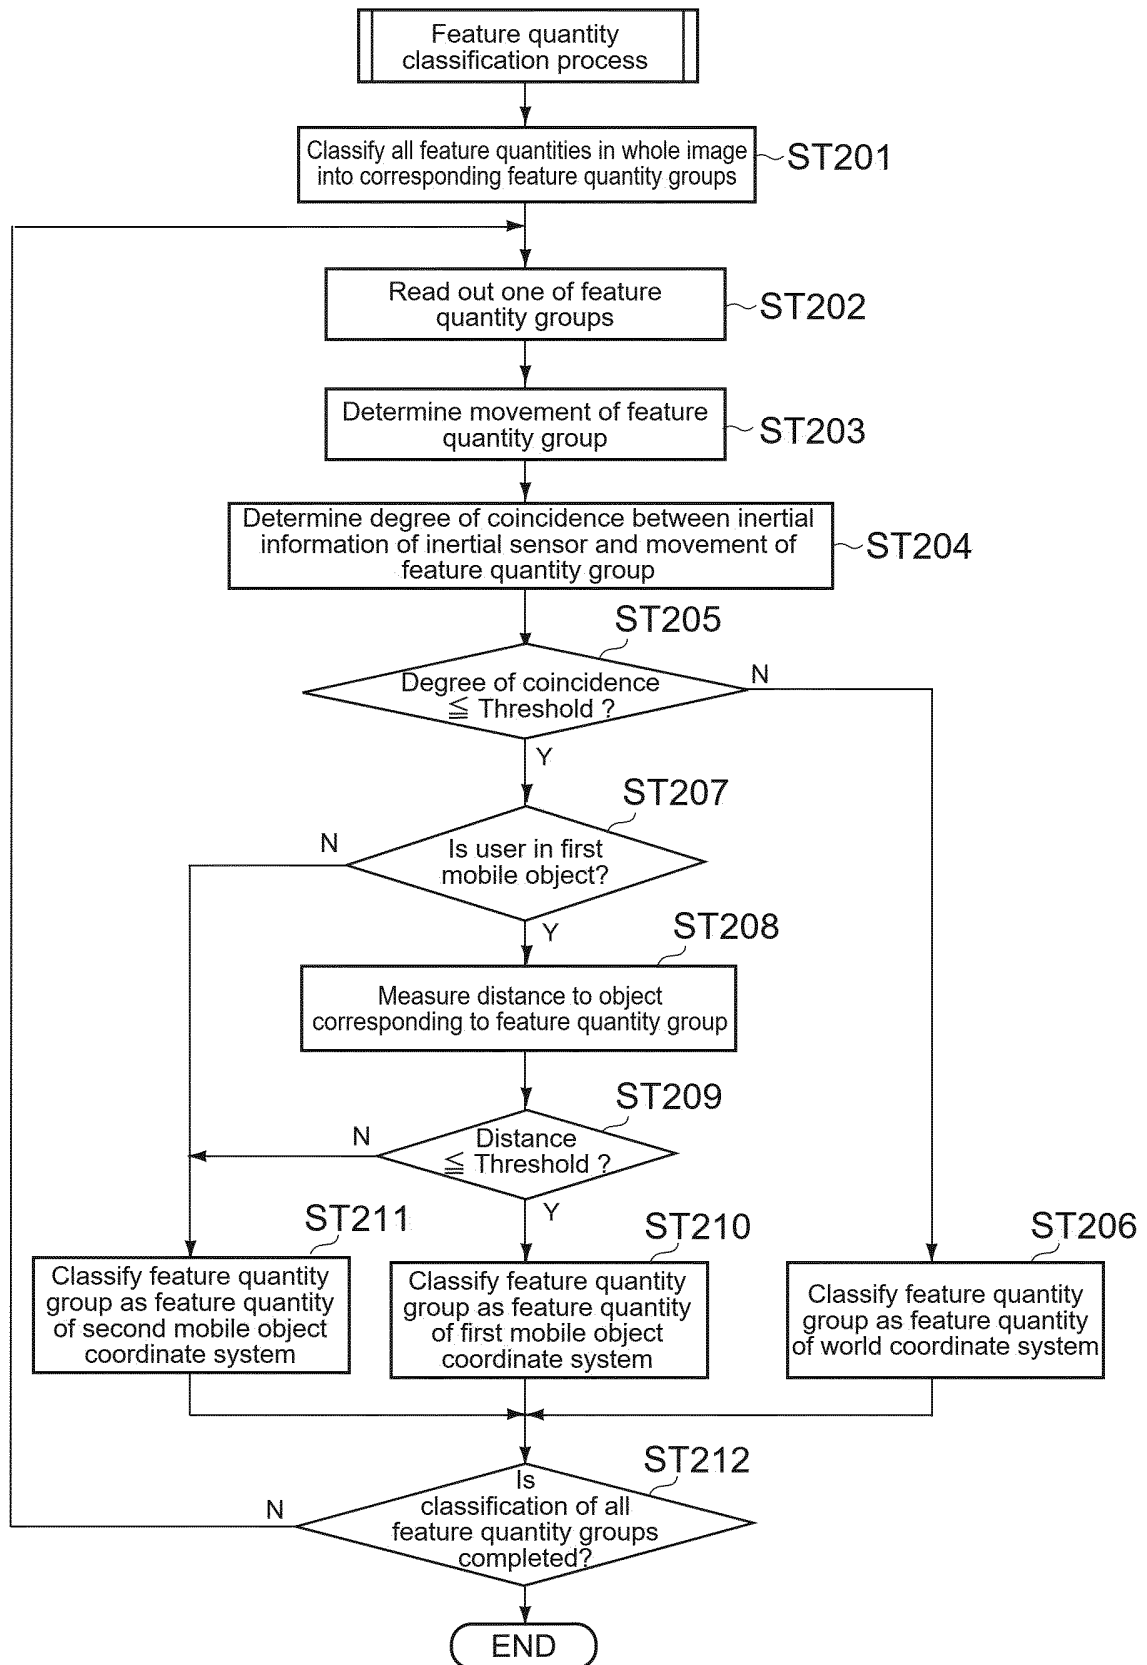 Feature quantity
classification process
Classify all feature quantities in whole image
into corresponding feature quantity groups
ST201
Read out one of feature
quantity groups
ST202
Determine movement of feature
quantity group
ST203
Determine degree of coincidence between inertial
information of inertial sensor and movement of
feature quantity group
ST204
ST205
Degree of coincidence
≦ Threshold ?
N
Y
ST207
Is user in first
mobile object?
N
Y
ST208
Measure distance to object
corresponding to feature quantity group
ST209
Distance
≦ Threshold ?
N
Y
ST211
Classify feature quantity
group as feature quantity
of second mobile object
coordinate system
ST210
Classify feature quantity
group as feature quantity
of first mobile object
coordinate system
ST206
Classify feature quantity
group as feature quantity
of world coordinate system
ST212
Is
classification of all
feature quantity groups
completed?
N
END